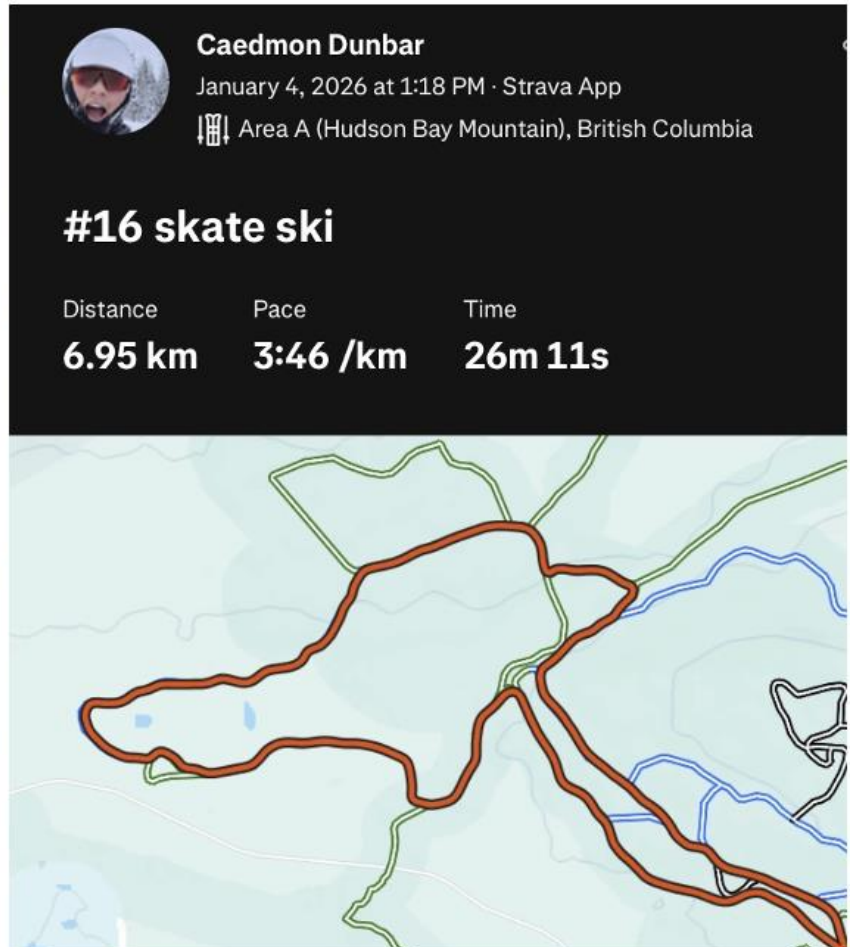 Caedmon Dunbar
January 4, 2026 at 1:18 PM · Strava App
Area A (Hudson Bay Mountain), British Columbia
#16 skate ski
Distance Pace Time
6.95 km 3:46 /km 26m 11s